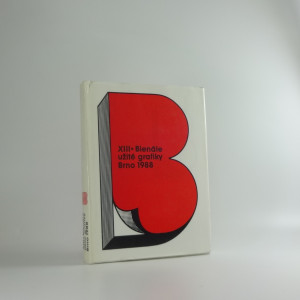 XIII. Bienále
užité grafiky
Brno 1988